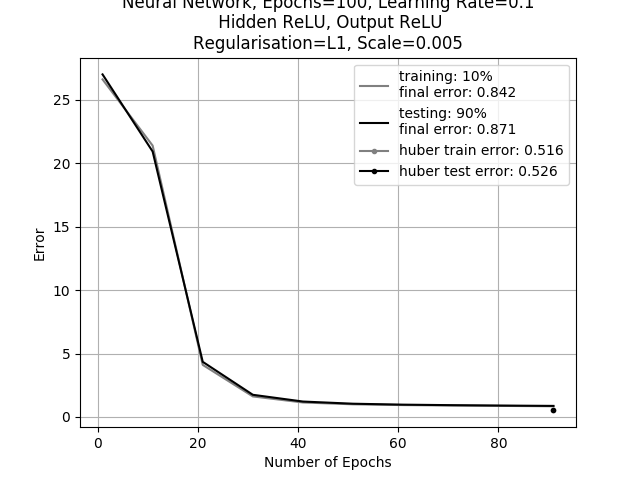 Neural Network, Epochs=100, Learning Rate=0.1
Hidden ReLU, Output ReLU
Regularisation=L1, Scale=0.005
training: 10%
final error: 0.842
testing: 90%
final error: 0.871
huber train error: 0.516
huber test error: 0.526
Error
25
20
15
10
5
0
0 20 40 60 80
Number of Epochs